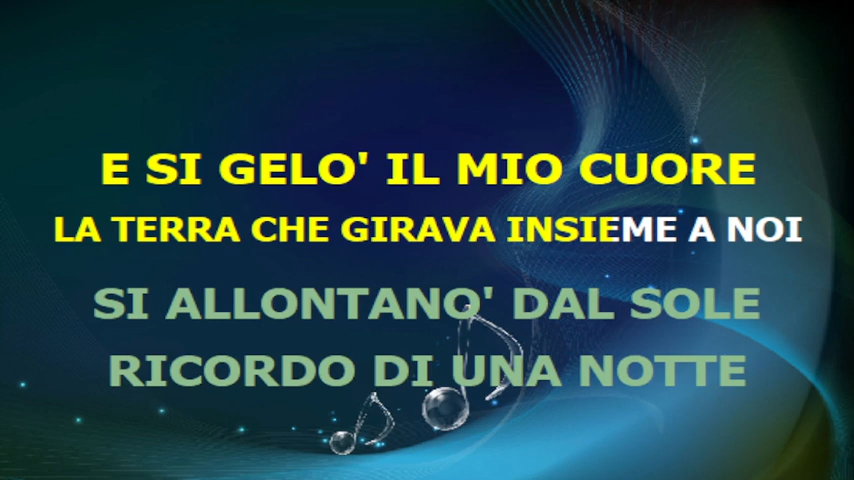 E SI GELO' IL MIO CUORE
LA TERRA CHE GIRAVA INSIEME A NOI
SI ALLONTANO' DAL SOLE
RICORDO DI UNA NOTTE